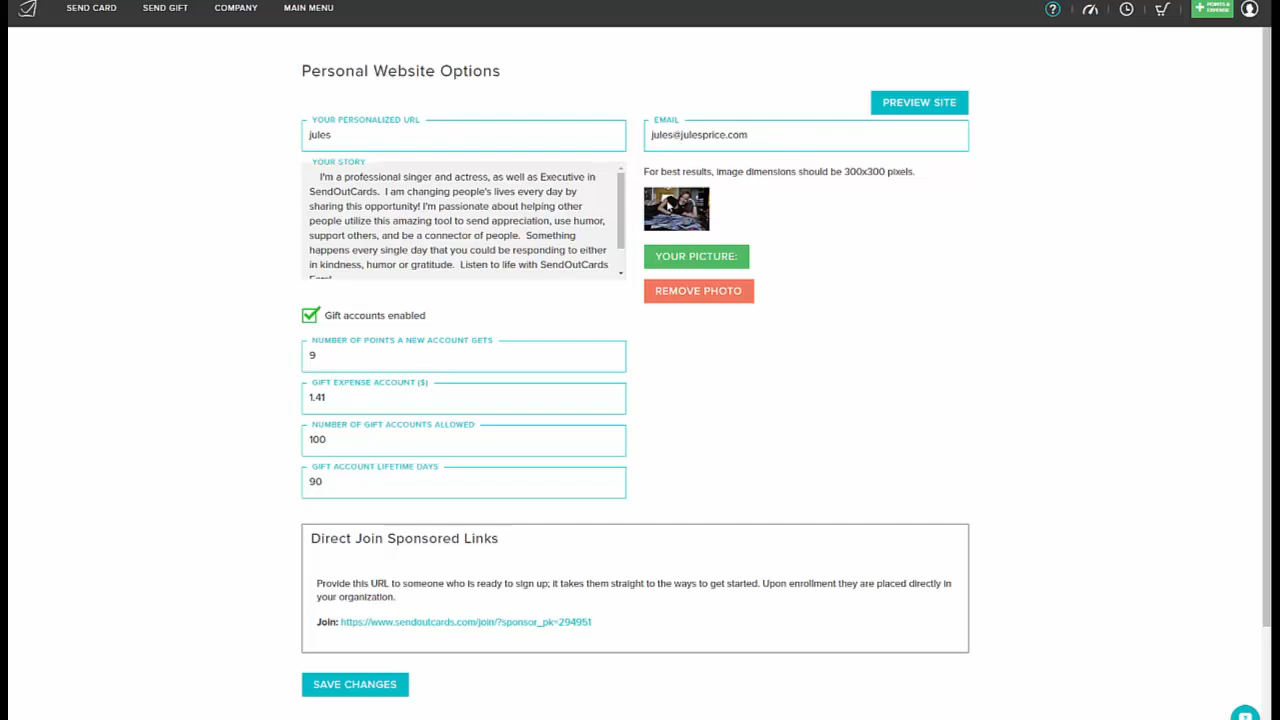 SEND CARD SEND GIFT COMPANY MAIN MENU
POINTS &
EXPENSE
Personal Website Options
PREVIEW SITE
YOUR PERSONALIZED URL
jules
EMAIL
jules@julesprice.com
YOUR STORY
I'm a professional singer and actress, as well as Executive in
SendOutCards. I am changing people's lives every day by
sharing this opportunity! I'm passionate about helping other
people utilize this amazing tool to send appreciation, use humor,
support others, and be a connector of people. Something
happens every single day that you could be responding to either
in kindness, humor or gratitude. Listen to life with SendOutCards
For best results, image dimensions should be 300x300 pixels.
YOUR PICTURE:
REMOVE PHOTO
Gift accounts enabled
NUMBER OF POINTS A NEW ACCOUNT GETS
9
GIFT EXPENSE ACCOUNT ($)
1.41
NUMBER OF GIFT ACCOUNTS ALLOWED
100
GIFT ACCOUNT LIFETIME DAYS
90
Direct Join Sponsored Links
Provide this URL to someone who is ready to sign up; it takes them straight to the ways to get started. Upon enrollment they are placed directly in
your organization.
Join: https://www.sendoutcards.com/join/?sponsor_pk=294951
SAVE CHANGES